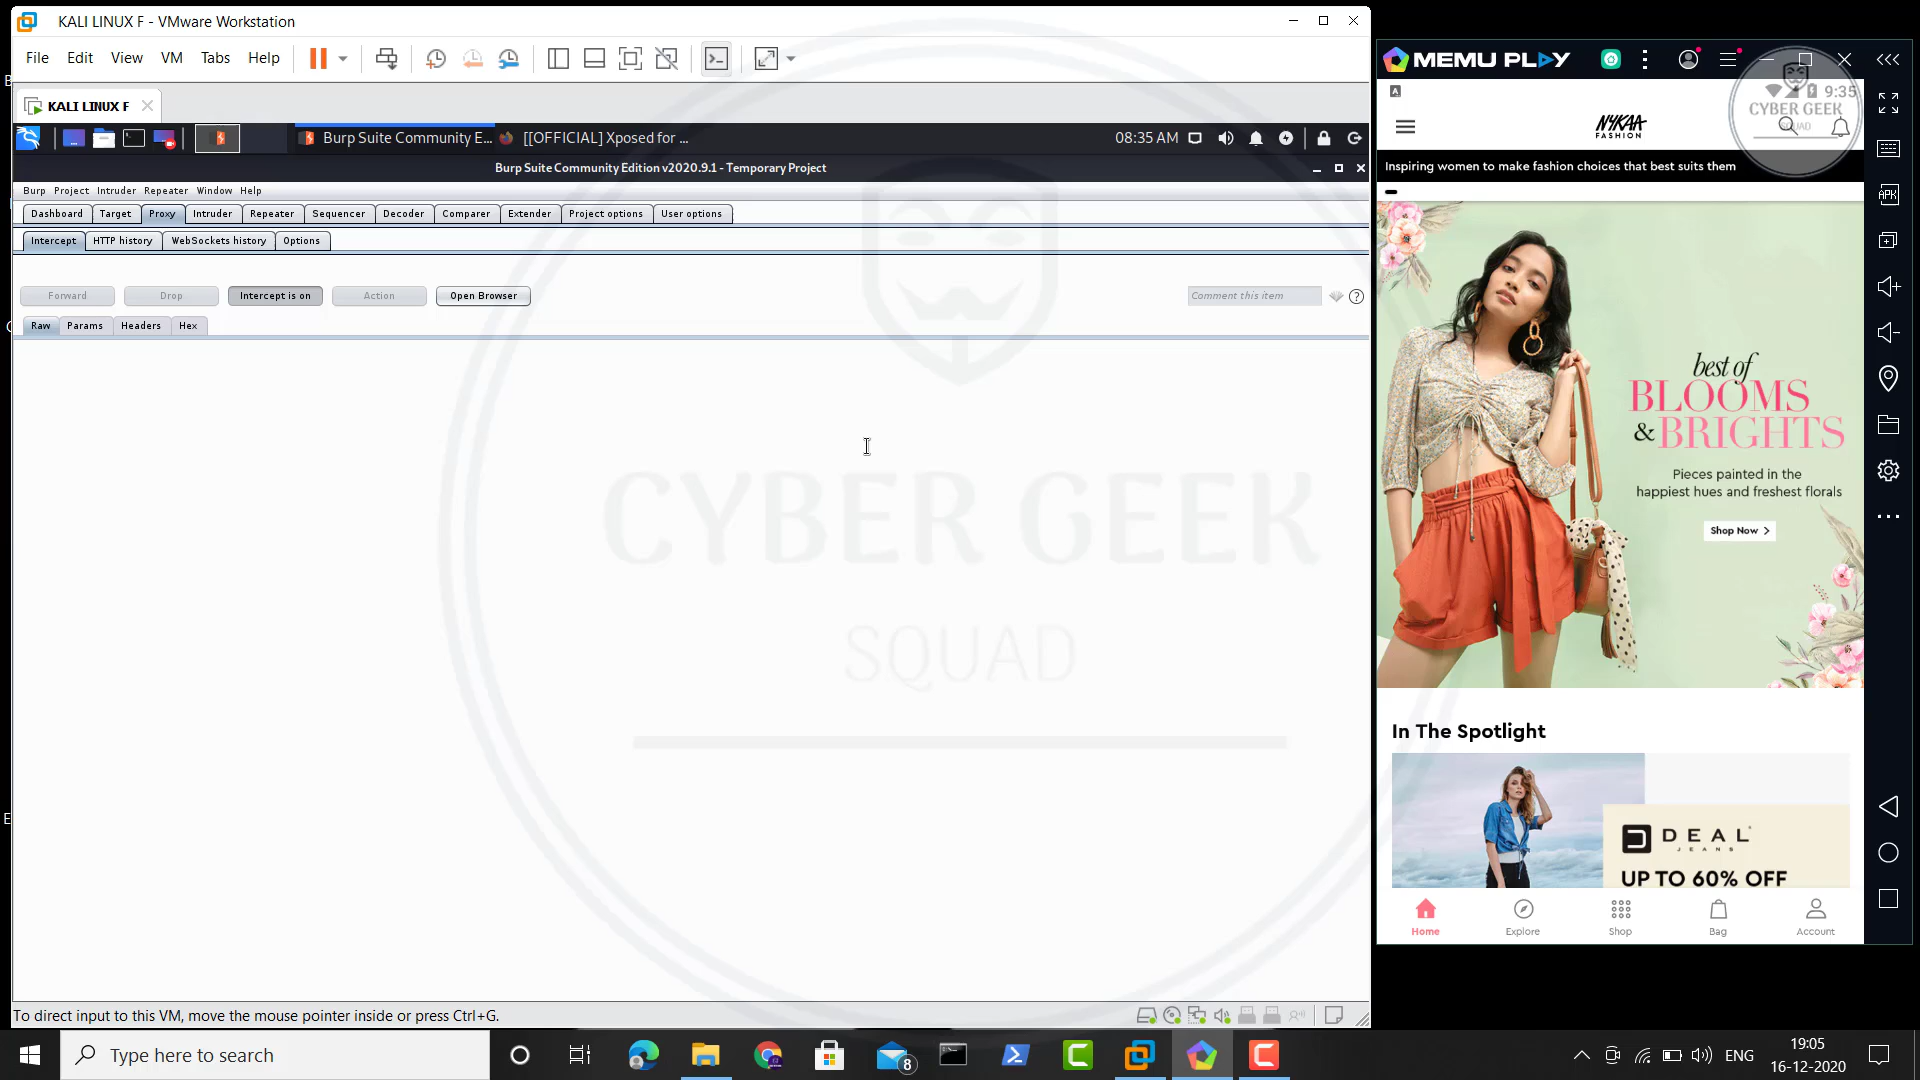 KALI LINUX F - VMware Workstation
File Edit View VM Tabs Help
KALI LINUX F
Burp Suite Community E... [[OFFICIAL] Xposed for ... 08:35 AM
Burp Suite Community Edition v2020.9.1 - Temporary Project
Burp Project Intruder Repeater Window Help
Dashboard Target Proxy Intruder Repeater Sequencer Decoder Comparer Extender Project options User options
Intercept HTTP history WebSockets history Options
Forward Drop Intercept is on Action Open Browser Comment this item ?
Raw Params Headers Hex
CYBER GEEK
SQUAD
To direct input to this VM, move the mouse pointer inside or press Ctrl+G.
MEMU PLAY
A 9:35
CYBER GEEK
SQUAD
NYKAA
FASHION
Inspiring women to make fashion choices that best suits them
best of
BLOOMS
& BRIGHTS
Pieces painted in the
happiest hues and freshest florals
Shop Now
In The Spotlight
DEAL
JEANS
UP TO 60% OFF
Home Explore Shop Bag Account
APK
Type here to search
8
ENG
19:05
16-12-2020